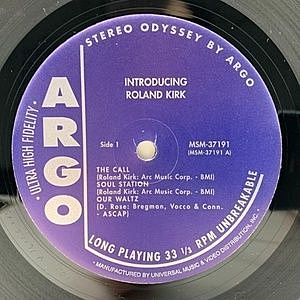 STEREO ODYSSEY BY ARGO
• ULTRA HIGH FIDELITY •
ARGO
INTRODUCING
ROLAND KIRK
Side 1
MSM-37191
(MSM-37191 A)
THE CALL
(Roland Kirk: Arc Music Corp. - BMI)
SOUL STATION
(Roland Kirk: Arc Music Corp. - BMI)
OUR WALTZ
(D. Rose: Bregman, Vocco & Conn.
- ASCAP)
LONG PLAYING 33 1/3 RPM UNBREAKABLE
• MANUFACTURED BY UNIVERSAL MUSIC & VIDEO DISTRIBUTION, INC. •